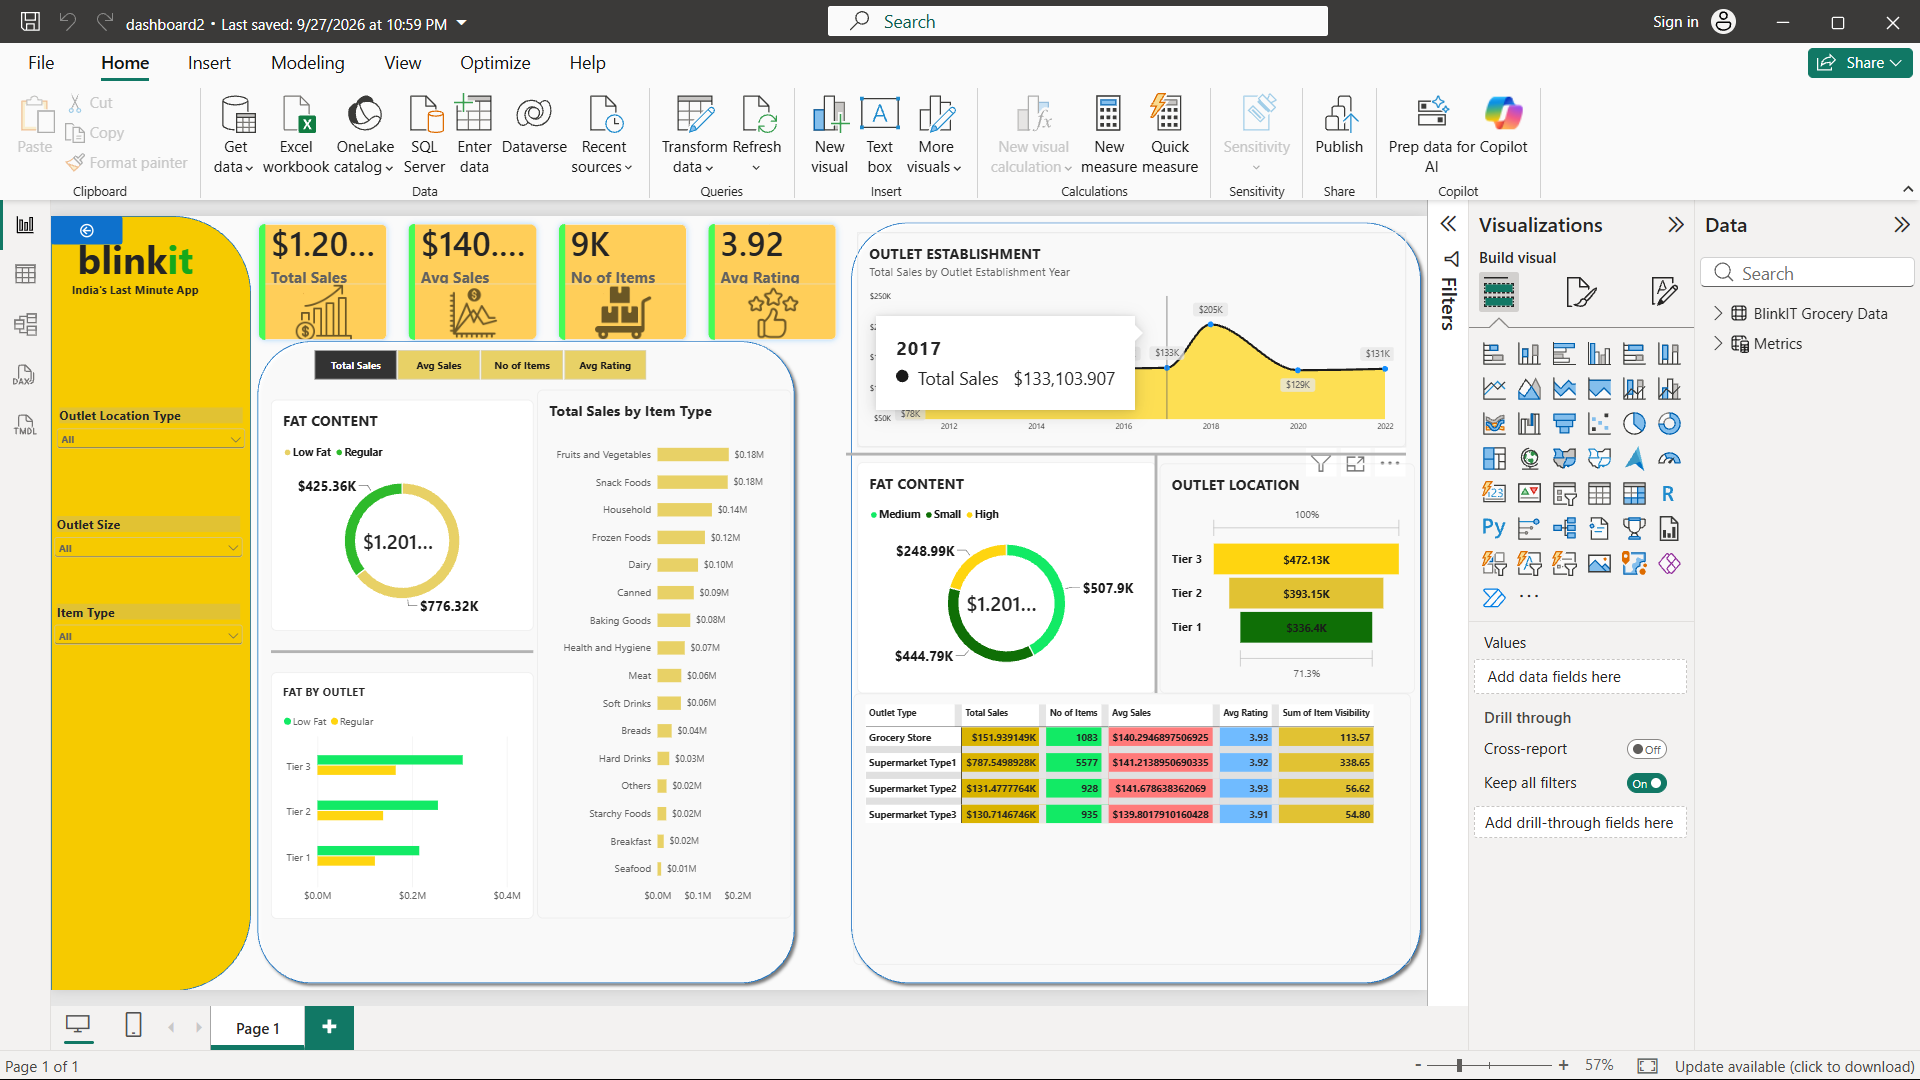 dashboard2 • Last saved: 9/27/2026 at 10:59 PM
Search
Sign in
File Home Insert Modeling View Optimize Help
Share
Paste
Cut
Copy
Format painter
Clipboard
Get data
Excel workbook
OneLake catalog
SQL Server
Enter data
Dataverse
Recent sources
Data
Transform data
Refresh
Queries
New visual
Text box
More visuals
Insert
New visual calculation
New measure
Quick measure
Calculations
Sensitivity
Sensitivity
Publish
Share
Prep data for AI
Copilot
Copilot
DAX
TMDL
blinkit
India's Last Minute App
Outlet Location Type
All
Outlet Size
All
Item Type
All
$1.20...
Total Sales
$140....
Avg Sales
9K
No of Items
3.92
Avg Rating
Total Sales
Avg Sales
No of Items
Avg Rating
FAT CONTENT
Low Fat Regular
$425.36K
$1.201...
$776.32K
FAT BY OUTLET
Low Fat Regular
Tier 3
Tier 2
Tier 1
$0.0M $0.2M $0.4M
Total Sales by Item Type
Fruits and Vegetables $0.18M
Snack Foods $0.18M
Household $0.14M
Frozen Foods $0.12M
Dairy $0.10M
Canned $0.09M
Baking Goods $0.08M
Health and Hygiene $0.07M
Meat $0.06M
Soft Drinks $0.06M
Breads $0.04M
Hard Drinks $0.03M
Others $0.02M
Starchy Foods $0.02M
Breakfast $0.02M
Seafood $0.01M
$0.0M $0.1M $0.2M
OUTLET ESTABLISHMENT
Total Sales by Outlet Establishment Year
$250K
$50K
$78K
$133K
$205K
$129K
$131K
2012 2014 2016 2018 2020 2022
2017
Total Sales $133,103.907
FAT CONTENT
Medium Small High
$248.99K
$507.9K
$1.201...
$444.79K
OUTLET LOCATION
100%
Tier 3 $472.13K
Tier 2 $393.15K
Tier 1 $336.4K
71.3%
Outlet Type Total Sales No of Items Avg Sales Avg Rating Sum of Item Visibility
Grocery Store $151.939149K 1083 $140.2946897506925 3.93 113.57
Supermarket Type1 $787.5498928K 5577 $141.2138950690335 3.92 338.65
Supermarket Type2 $131.4777764K 928 $141.678638362069 3.93 56.62
Supermarket Type3 $130.7146746K 935 $139.8017910160428 3.91 54.80
Filters
Visualizations
Build visual
123
R
Py
Values
Add data fields here
Drill through
Cross-report
Off
Keep all filters
On
Add drill-through fields here
Data
Search
BlinkIT Grocery Data
Metrics
Page 1
Page 1 of 1
- + 57%
Update available (click to download)